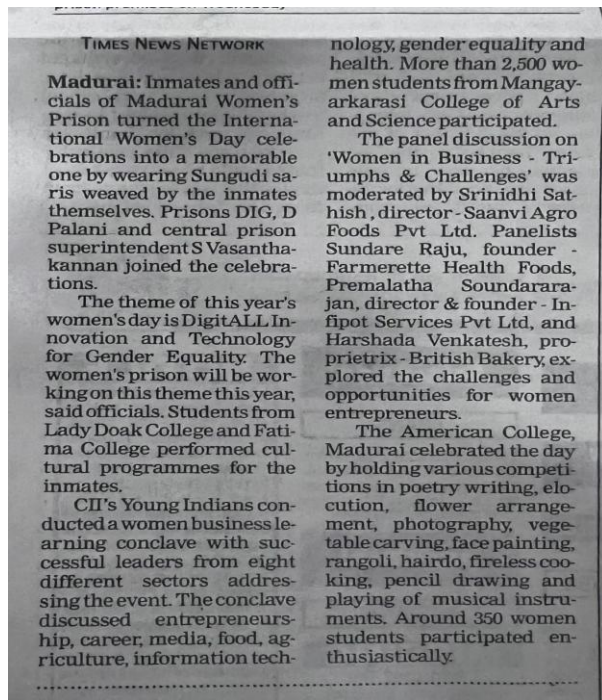 TIMES NEWS NETWORK
Madurai: Inmates and offi-
cials of Madurai Women's
Prison turned the Interna-
tional Women's Day cele-
brations into a memorable
one by wearing Sungudi sa-
ris weaved by the inmates
themselves. Prisons DIG, D
Palani and central prison
superintendent S Vasantha-
kannan joined the celebra-
tions.
The theme of this year's
women's day is DigitALL In-
novation and Technology
for Gender Equality. The
women's prison will be wor-
king on this theme this year,
said officials. Students from
Lady Doak College and Fati-
ma College performed cul-
tural programmes for the
inmates.
CII's Young Indians con-
ducted a women business le-
arning conclave with suc-
cessful leaders from eight
different sectors addres-
sing the event. The conclave
discussed entrepreneurs-
hip, career, media, food, ag-
riculture, information tech-
nology, gender equality and
health. More than 2,500 wo-
men students from Mangay-
arkarasi College of Arts
and Science participated.
The panel discussion on
'Women in Business - Tri-
umphs & Challenges' was
moderated by Srinidhi Sat-
hish, director - Saanvi Agro
Foods Pvt Ltd. Panelists
Sundare Raju, founder -
Farmerette Health Foods,
Premalatha Soundarara-
jan, director & founder - In-
fipot Services Pvt Ltd, and
Harshada Venkatesh, pro-
prietrix - British Bakery, ex-
plored the challenges and
opportunities for women
entrepreneurs.
The American College,
Madurai celebrated the day
by holding various competi-
tions in poetry writing, elo-
cution, flower arrange-
ment, photography, vege-
table carving, face painting,
rangoli, hairdo, fireless coo-
king, pencil drawing and
playing of musical instru-
ments. Around 350 women
students participated en-
thusiastically.